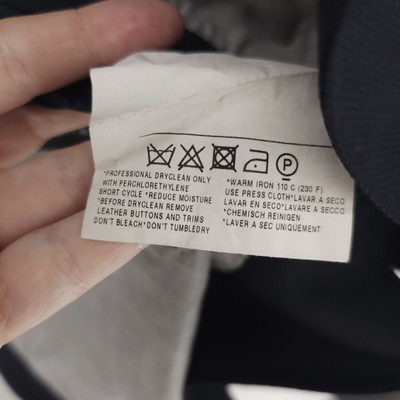 P
*PROFESSIONAL DRYCLEAN ONLY
WITH PERCHLORETHYLENE
SHORT CYCLE *REDUCE MOISTURE
*BEFORE DRYCLEAN REMOVE
LEATHER BUTTONS AND TRIMS
DON'T BLEACH*DON'T TUMBLEDRY
*WARM IRON 110 C (230 F)
USE PRESS CLOTH*LAVAR A SECO
LAVAR EN SECO*LAVARE A SECCO
*CHEMISCH REINIGEN
*LAVER A SEC UNIQUEMENT